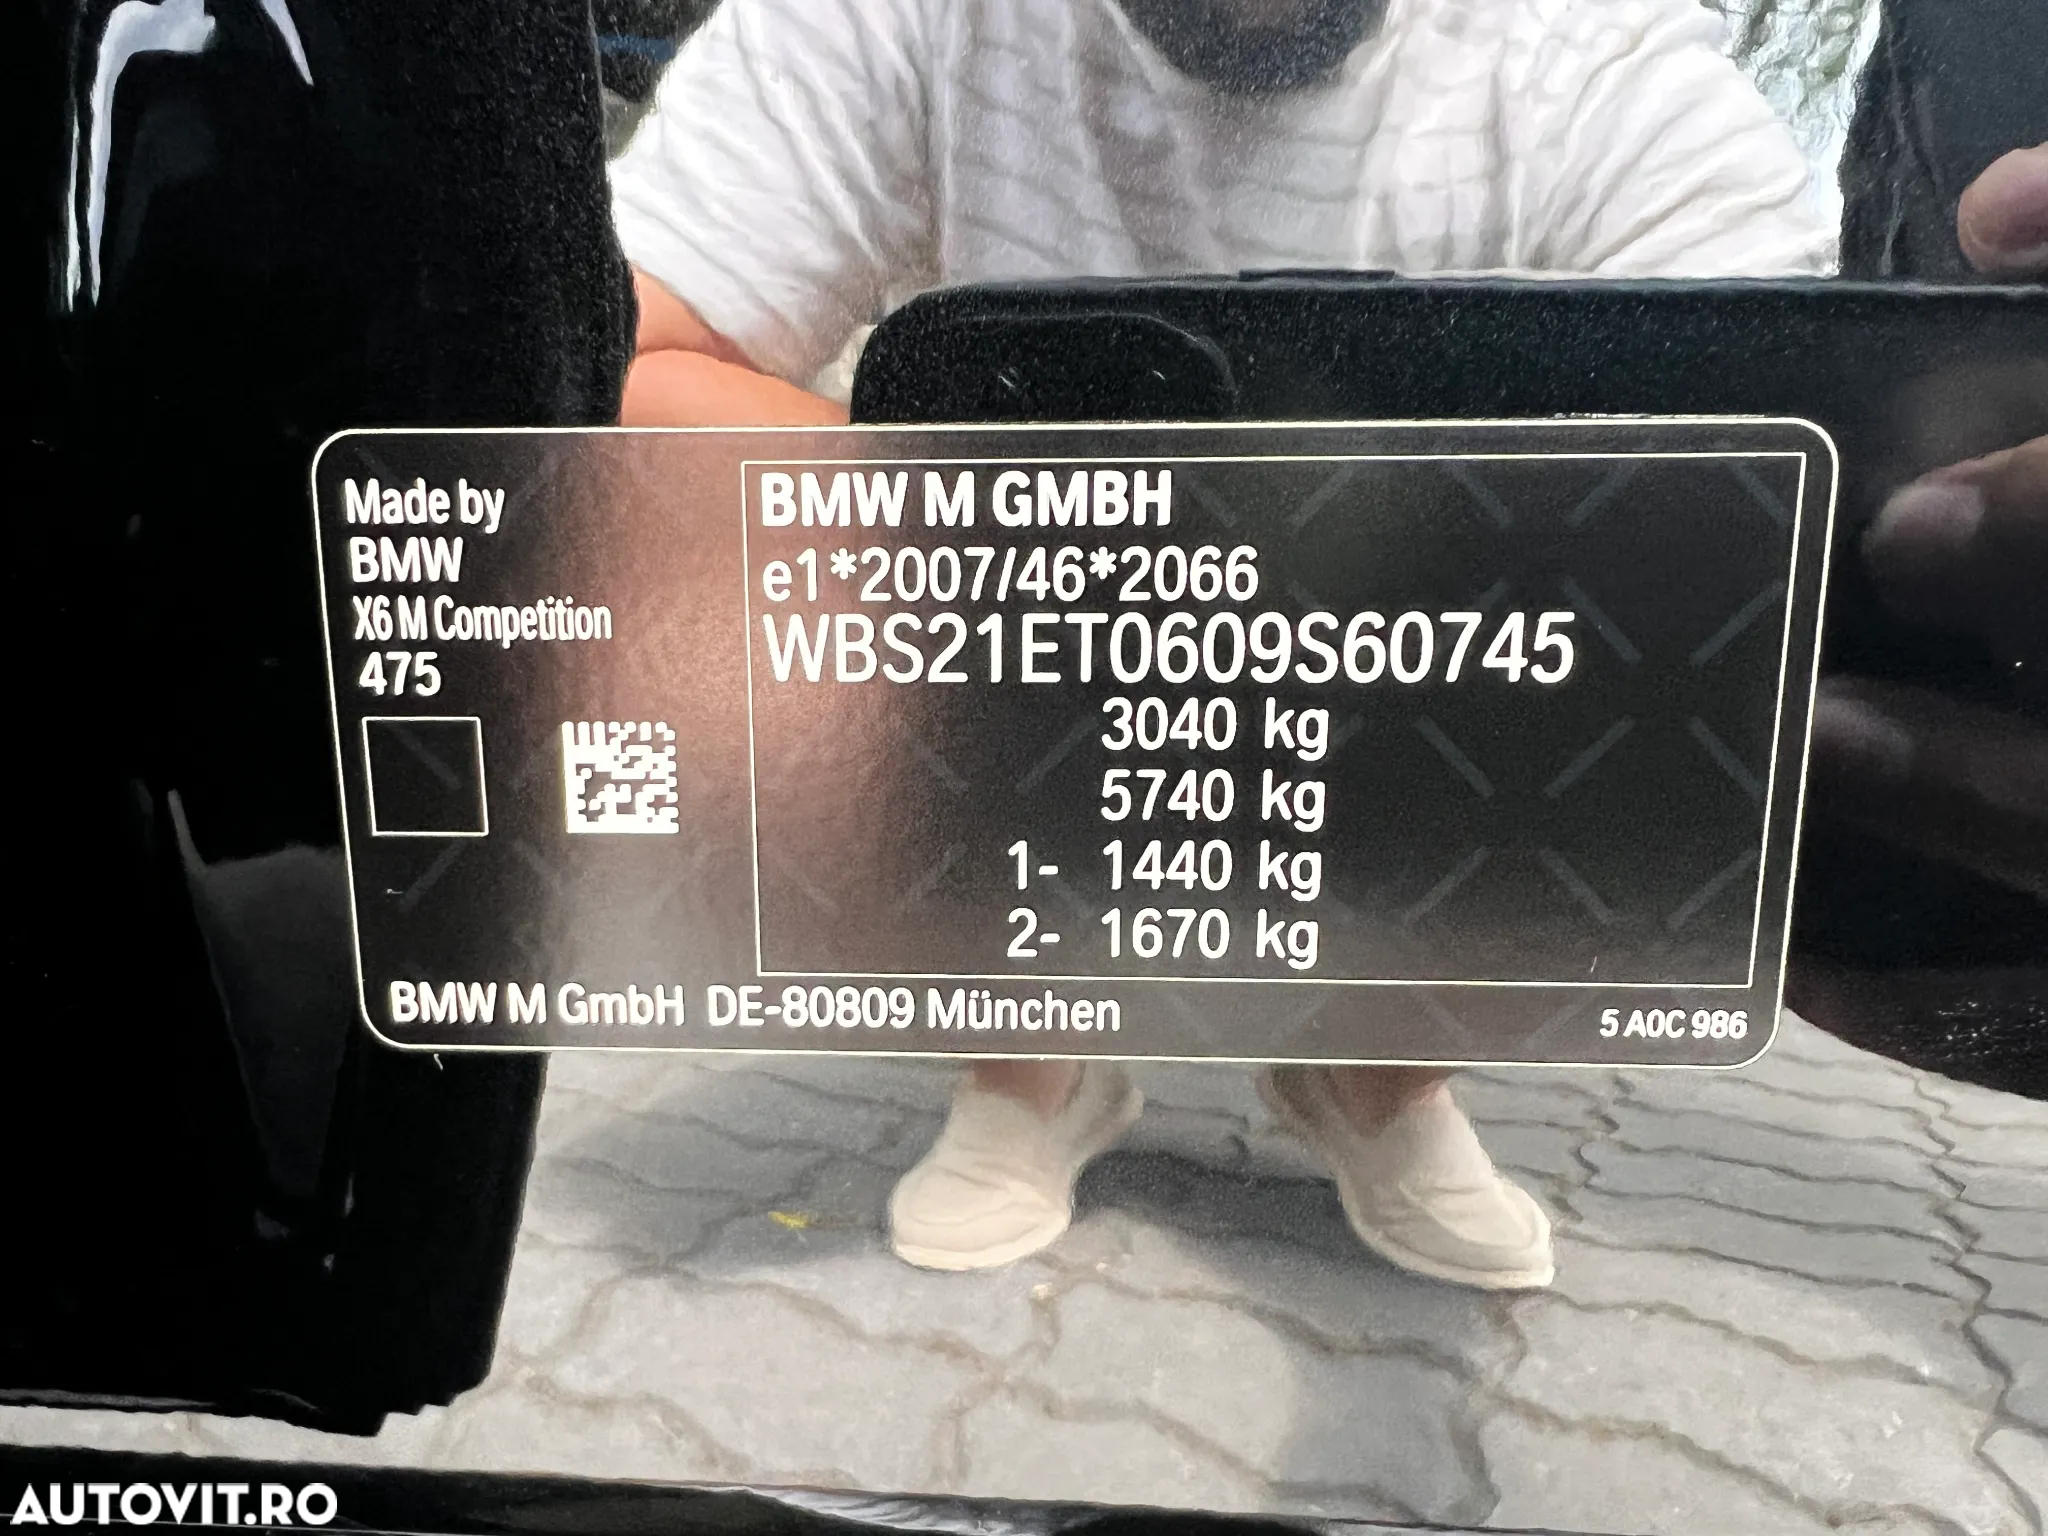 Made by
BMW
X6 M Competition
475
BMW M GMBH
e1*2007/46*2066
WBS21ET0609S60745
3040 kg
5740 kg
1- 1440 kg
2- 1670 kg
BMW M GmbH DE-80809 München
5 A0C 986
AUTOVIT.RO